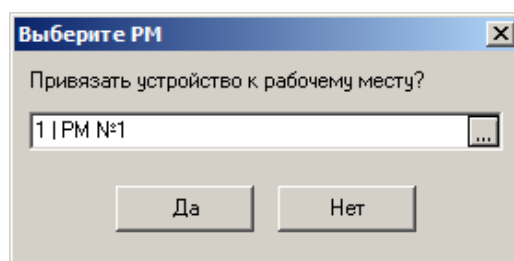 Выберите РМ
Привязать устройство к рабочему месту?
1 | РМ №1
...
Да
Нет